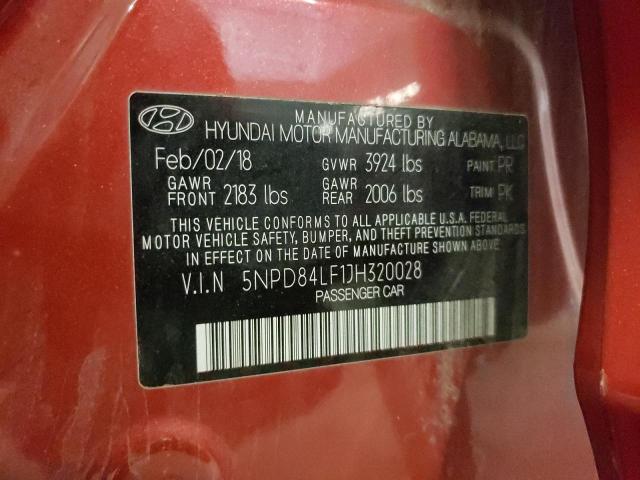 MANUFACTURED BY
HYUNDAI MOTOR MANUFACTURING ALABAMA, LLC
Feb/02/18 GVWR 3924 lbs PAINT PR
GAWR FRONT 2183 lbs GAWR REAR 2006 lbs TRIM PK
THIS VEHICLE CONFORMS TO ALL APPLICABLE U.S.A. FEDERAL
MOTOR VEHICLE SAFETY, BUMPER, AND THEFT PREVENTION STANDARDS
IN EFFECT ON THE DATE OF MANUFACTURE SHOWN ABOVE.
V.I.N 5NPD84LF1JH320028
PASSENGER CAR